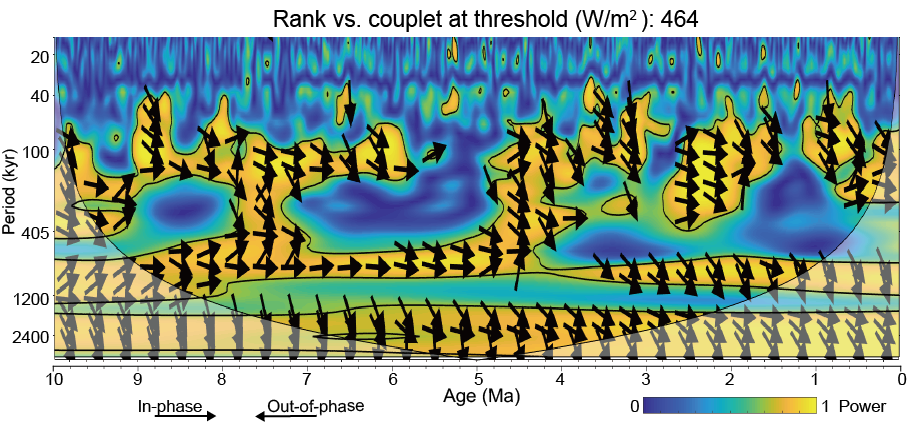 Rank vs. couplet at threshold (W/m²): 464
Period (kyr)
20
40
100
405
1200
2400
10 9 8 7 6 5 4 3 2 1 0
Age (Ma)
In-phase Out-of-phase
0 1 Power